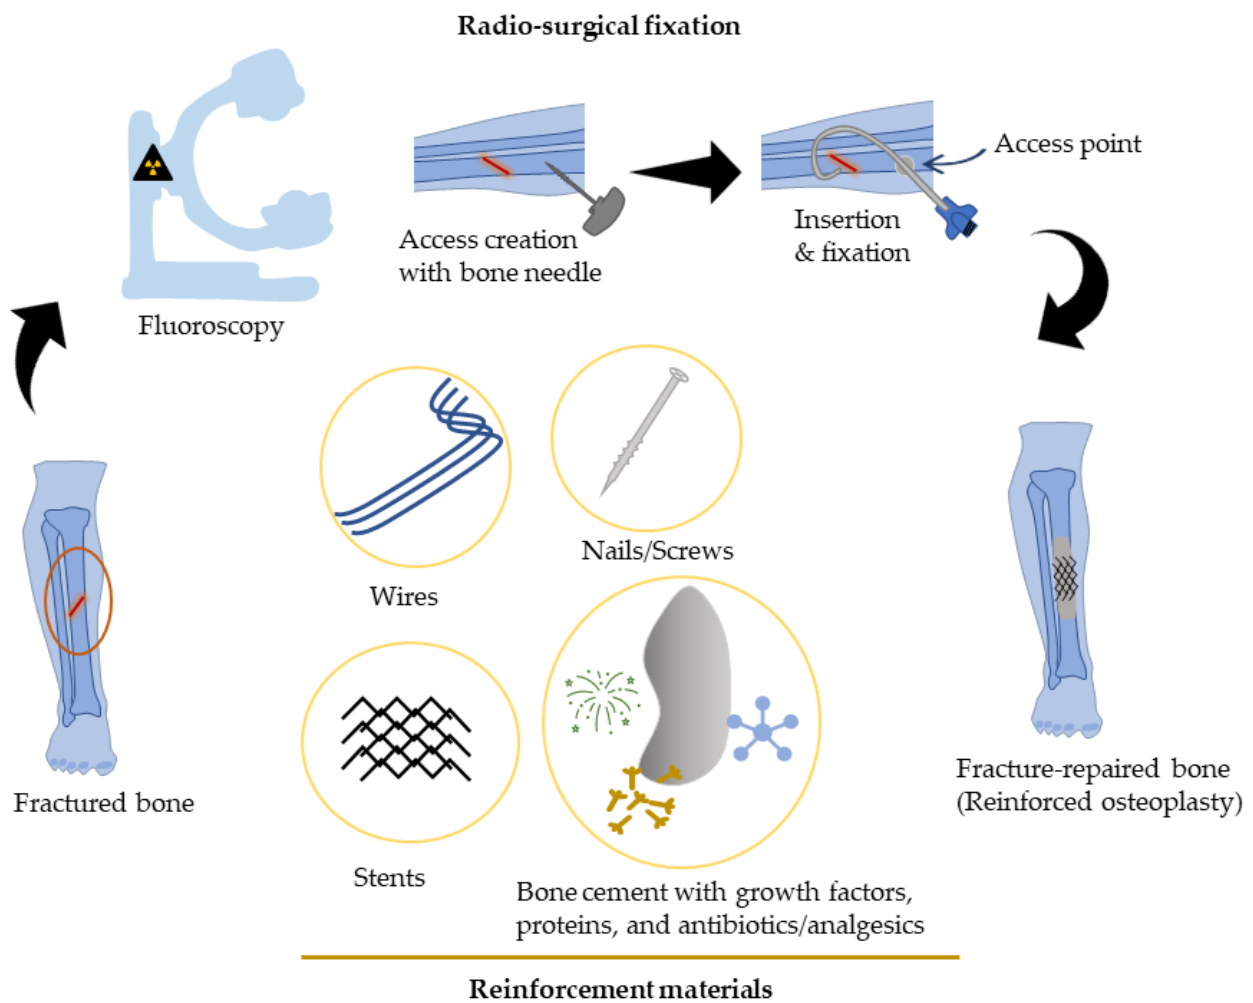 Radio-surgical fixation
Access point
Access creation
with bone needle
Insertion
& fixation
Fluoroscopy
Nails/Screws
Wires
Fractured bone
Stents
Fracture-repaired bone
(Reinforced osteoplasty)
Bone cement with growth factors,
proteins, and antibiotics/analgesics
Reinforcement materials